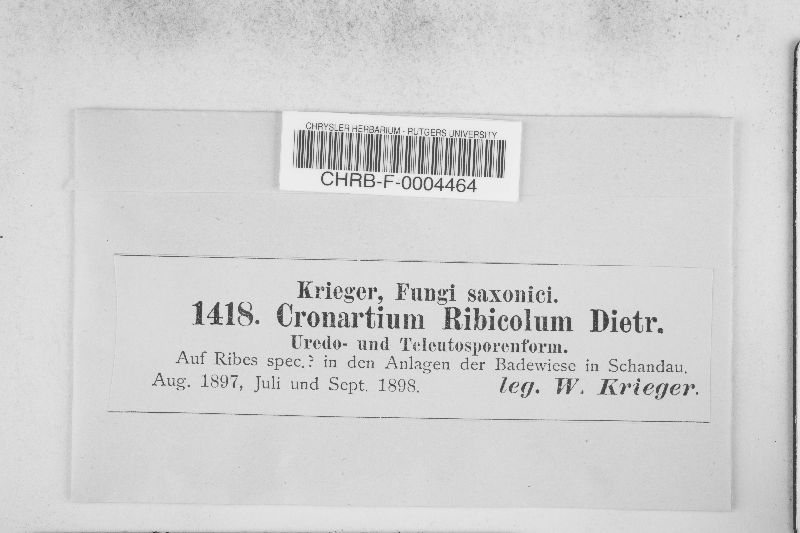 CHRYSLER HERBARIUM - RUTGERS UNIVERSITY
CHRB-F-0004464
Krieger, Fungi saxonici.
1418. Cronartium Ribicolum Dietr.
Uredo- und Teleutosporenform.
Auf Ribes spec.? in den Anlagen der Badewiese in Schandau.
Aug. 1897, Juli und Sept. 1898. leg. W. Krieger.